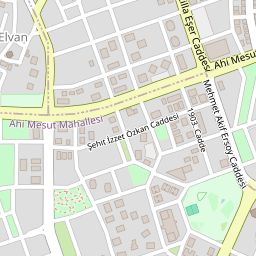 Elvan
Eşer Caddesi
Ahi Mesut
Ahi Mesut Mahallesi
Şehit İzzet Özkan Caddesi
1903. Cadde
Mehmet Akif Ersoy Caddesi